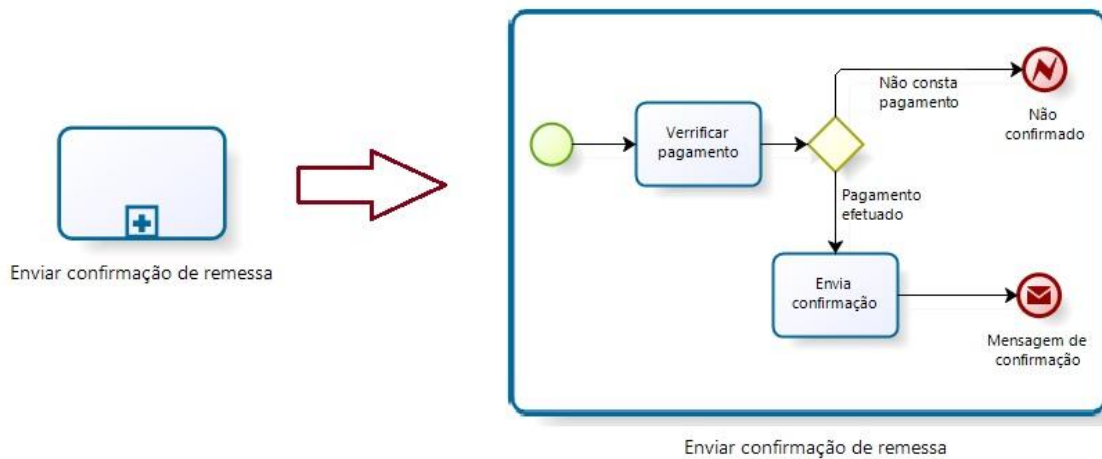 Enviar confirmação de remessa
Verrificar
pagamento
Não consta
pagamento
Não
confirmado
Pagamento
efetuado
Envia
confirmação
Mensagem de
confirmação
Enviar confirmação de remessa